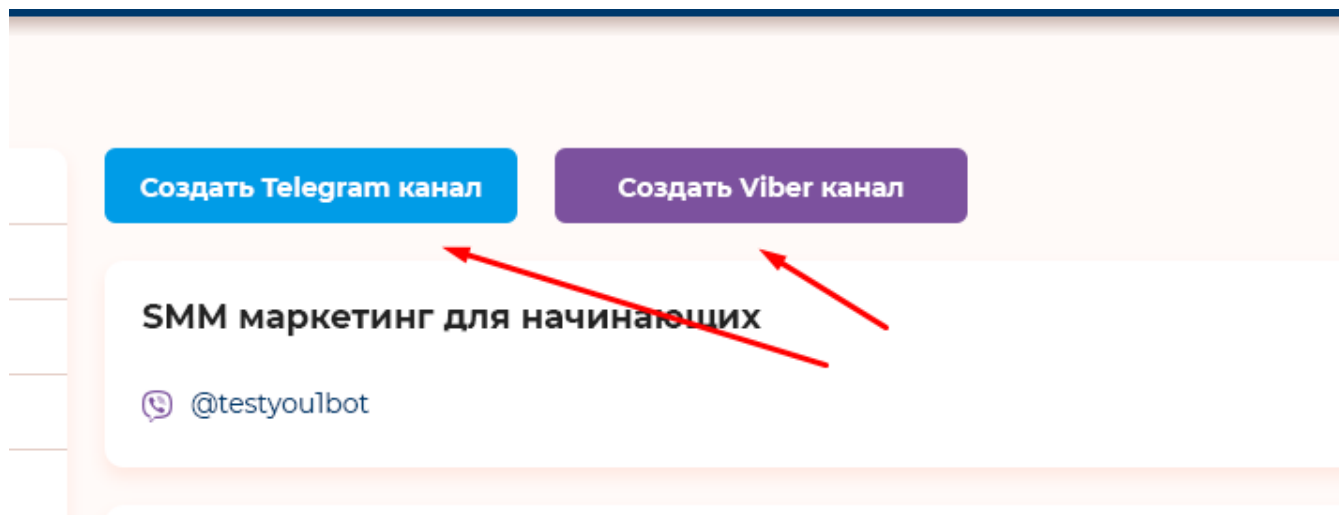 Создать Telegram канал
Создать Viber канал
SMM маркетинг для начинающих
@testyou1bot